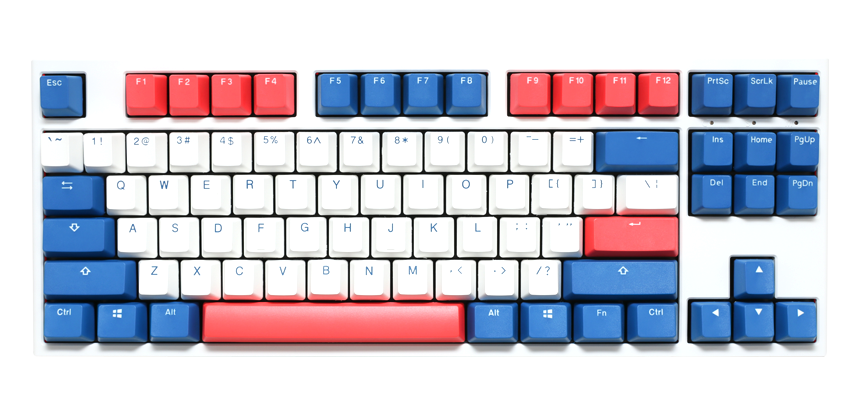 Esc F1 F2 F3 F4 F5 F6 F7 F8 F9 F10 F11 F12 PrtSc ScrLk Pause
`~ 1! 2@ 3# 4$ 5% 6^ 7& 8* 9( 0) -_ =+ ← Ins Home PgUp
Q W E R T Y U I O P [{ ]} \| Del End PgDn
A S D F G H J K L ;: '"
Z X C V B N M ,< .> /?
Ctrl Alt Alt Fn Ctrl